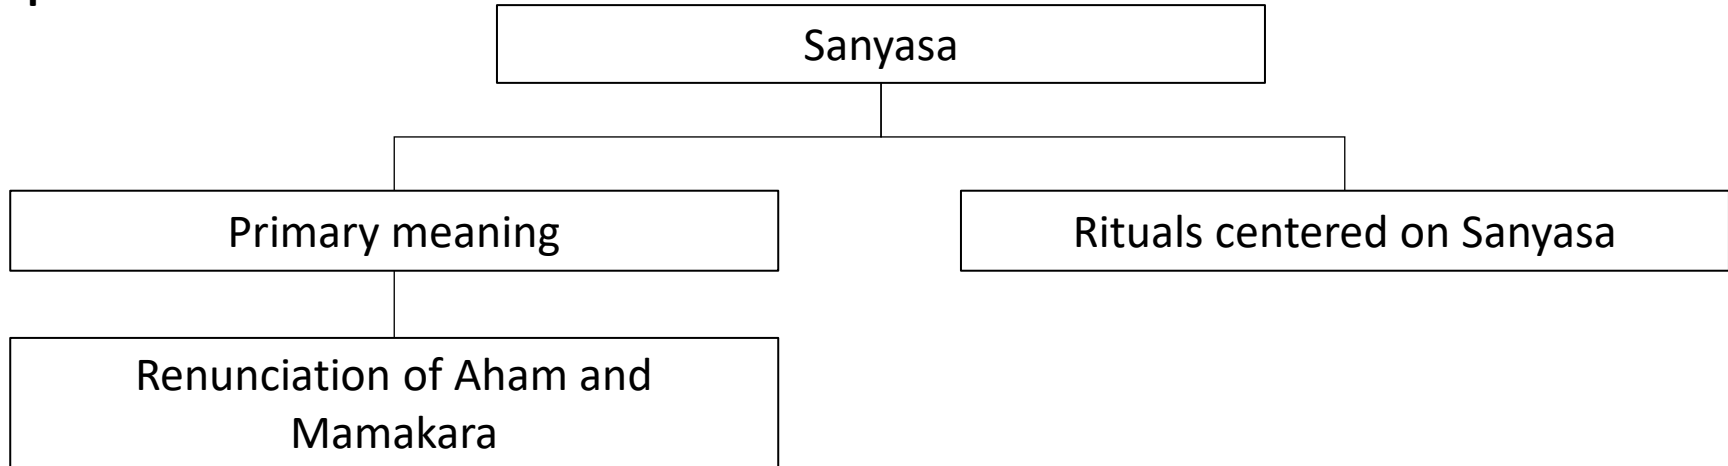 Sanyasa
Primary meaning
Rituals centered on Sanyasa
Renunciation of Aham and
Mamakara